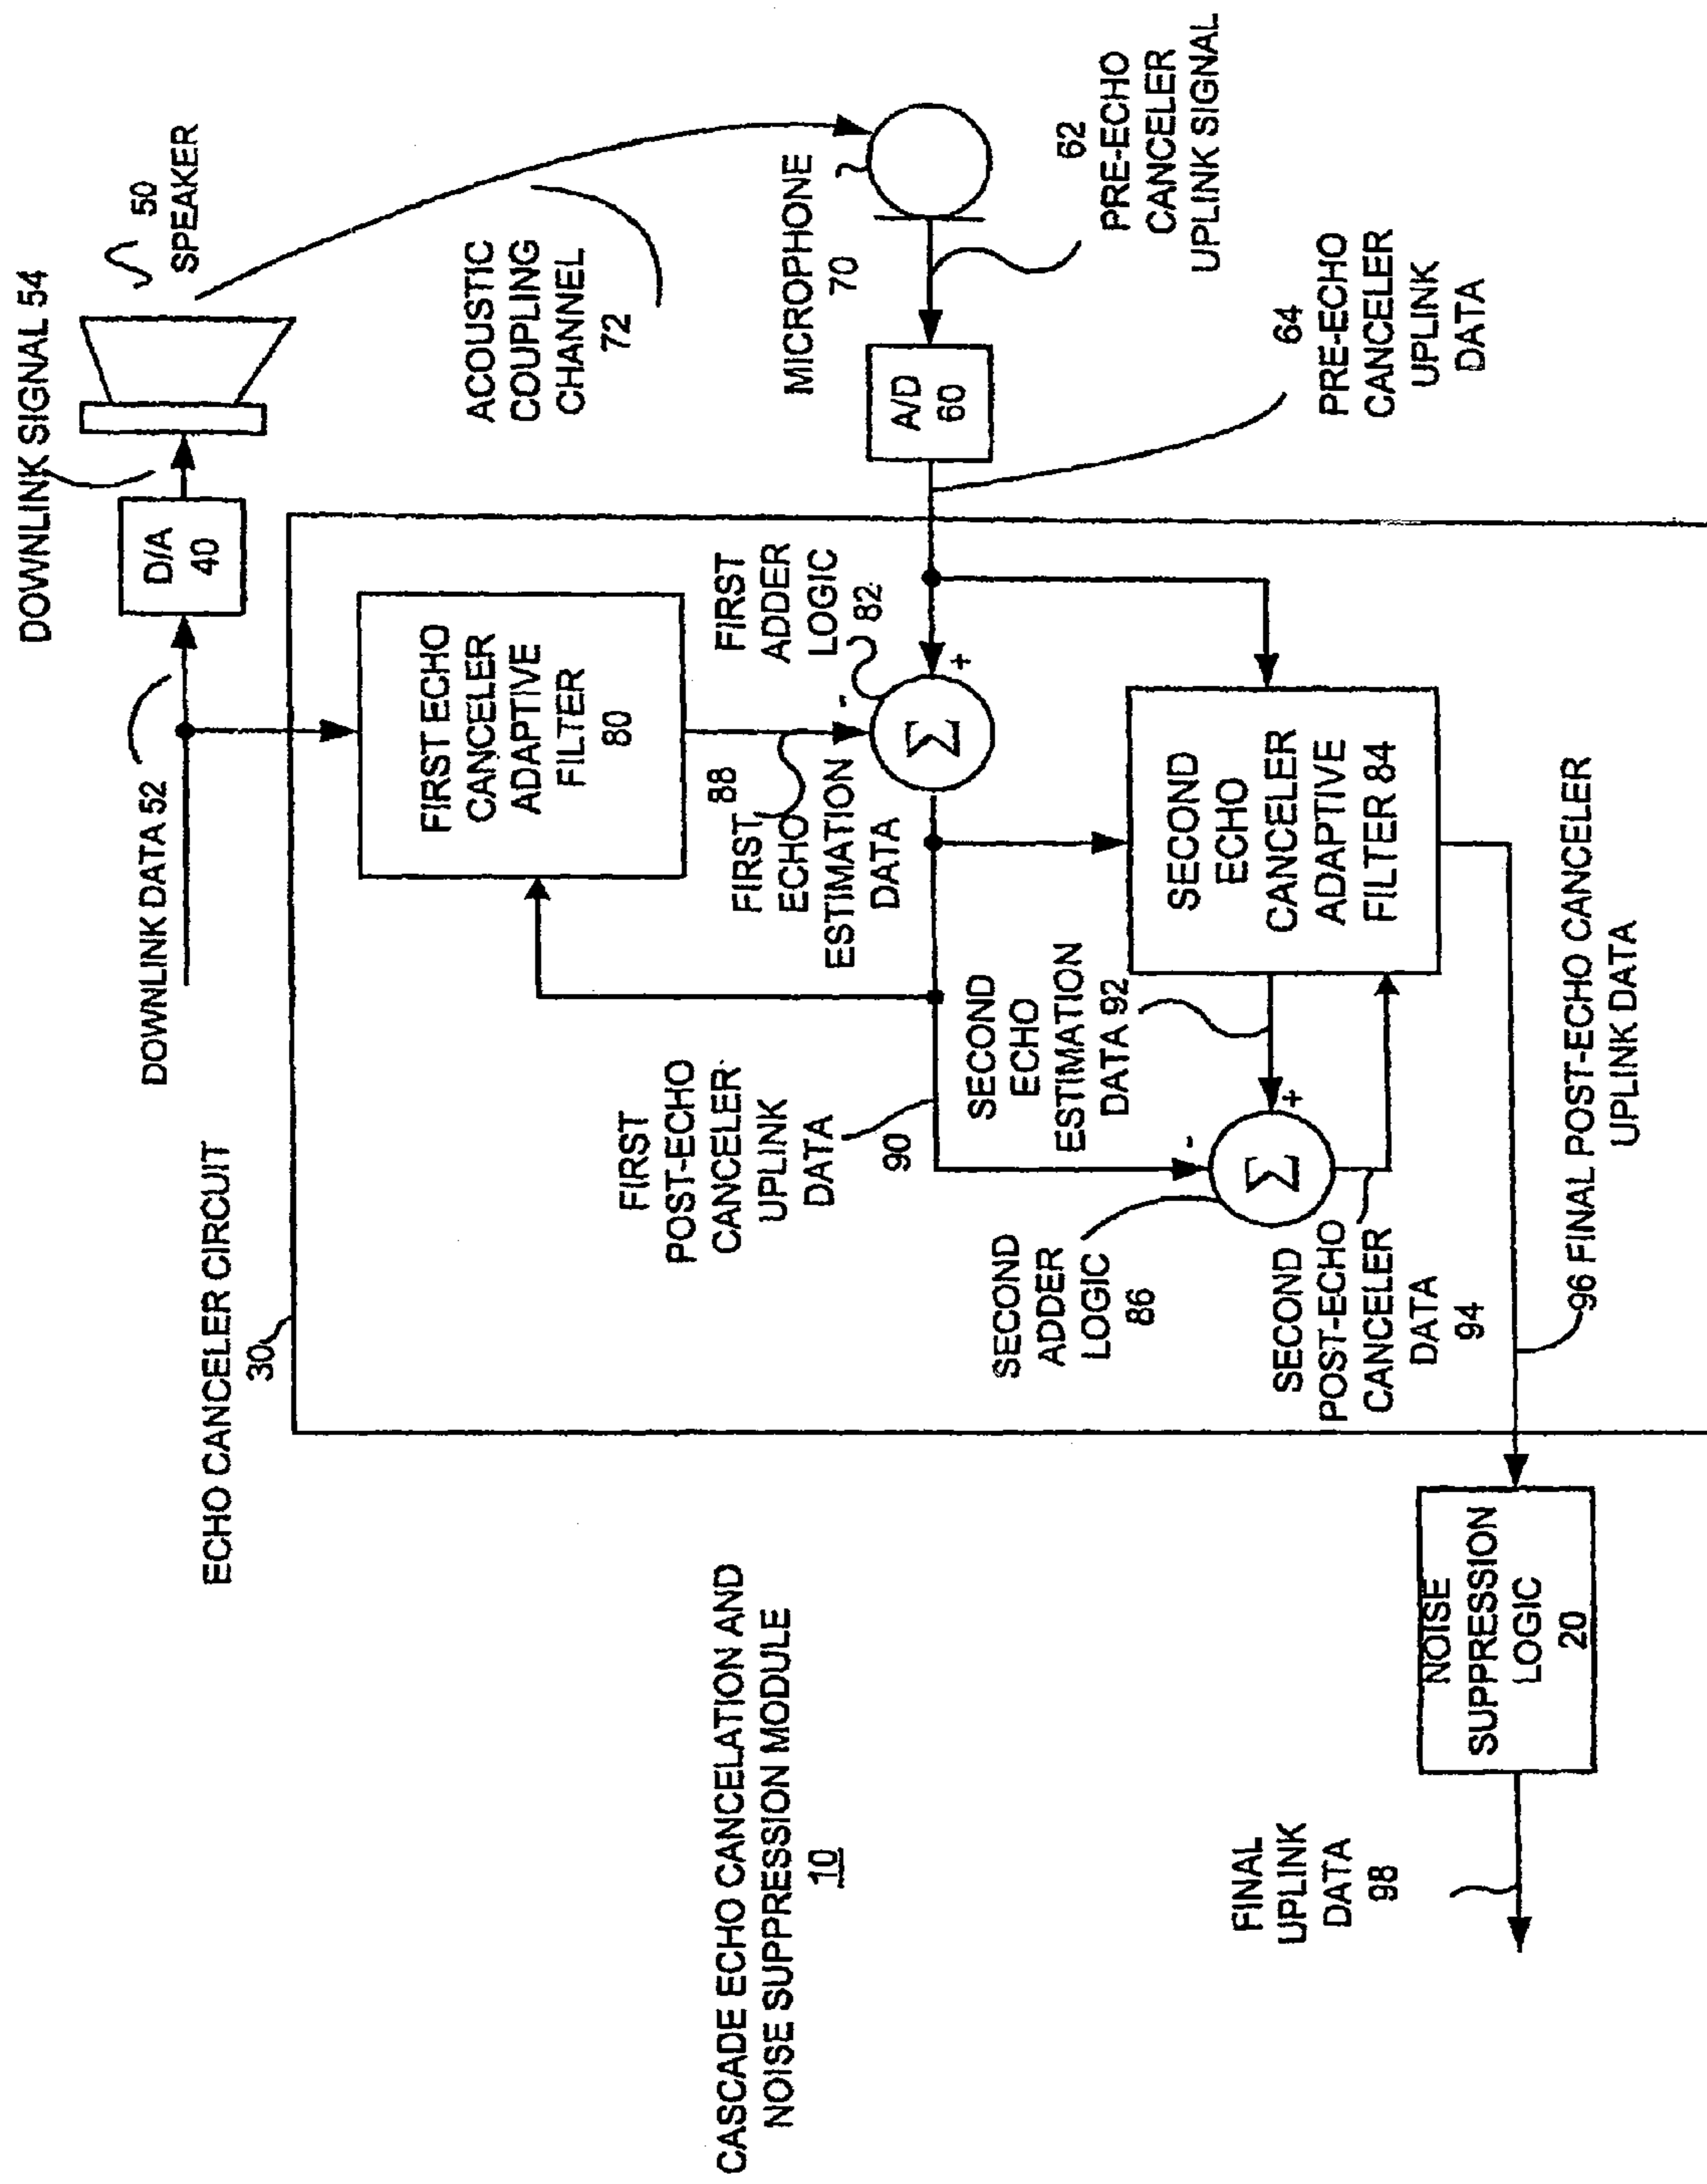 DOWNLINK SIGNAL 54
50
SPEAKER
D/A
40
DOWNLINK DATA 52
ACOUSTIC
COUPLING
CHANNEL
72
MICROPHONE
70
62
PRE-ECHO
CANCELER
UPLINK SIGNAL
A/D
60
64
PRE-ECHO
CANCELER
UPLINK
DATA
ECHO CANCELER CIRCUIT
30
FIRST ECHO
CANCELER
ADAPTIVE
FILTER
80
FIRST
ADDER
LOGIC
82
-
+
Σ
88
FIRST
ECHO
ESTIMATION
DATA
FIRST
POST-ECHO
CANCELER
UPLINK
DATA
90
SECOND
ECHO
CANCELER
ADAPTIVE
FILTER 84
SECOND
ECHO
ESTIMATION
DATA 92
-
+
Σ
SECOND
ADDER
LOGIC
86
SECOND
POST-ECHO
CANCELER
DATA
94
96 FINAL POST-ECHO CANCELER
UPLINK DATA
NOISE
SUPPRESSION
LOGIC
20
FINAL
UPLINK
DATA
98
CASCADE ECHO CANCELATION AND
NOISE SUPPRESSION MODULE
10